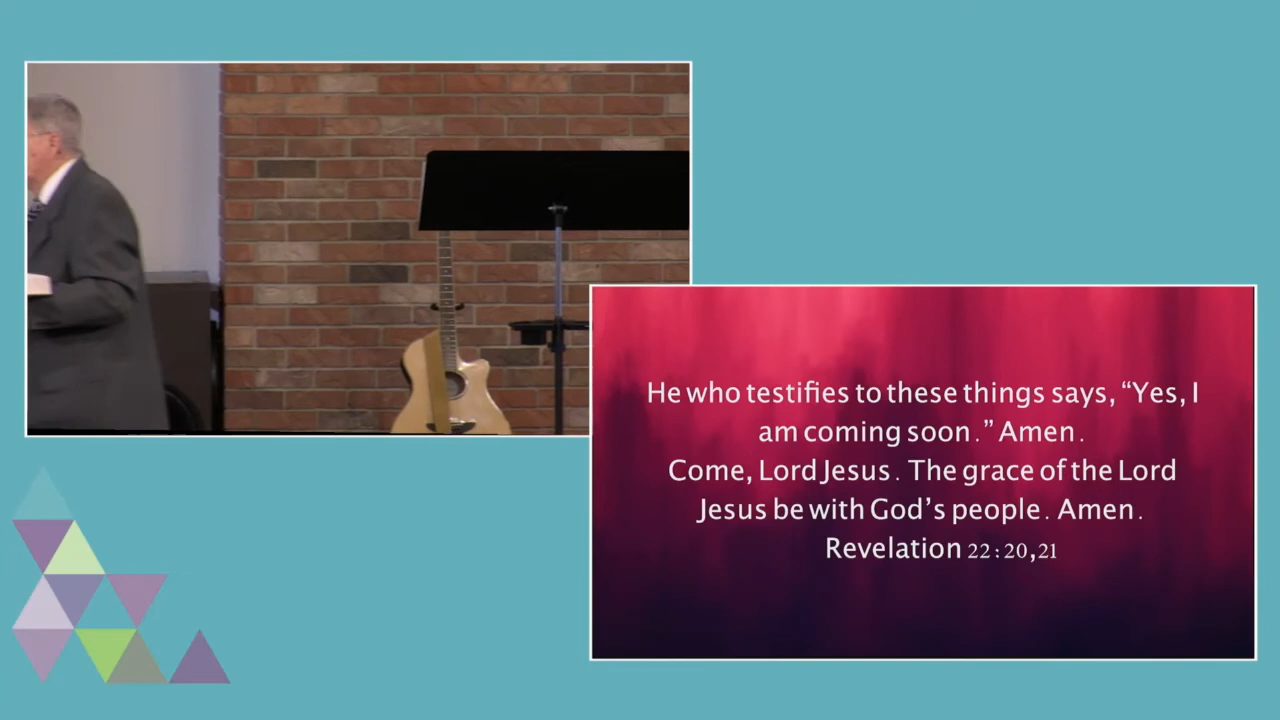 He who testifies to these things says, “Yes, I
am coming soon.” Amen.
Come, Lord Jesus. The grace of the Lord
Jesus be with God’s people. Amen.
Revelation 22:20,21